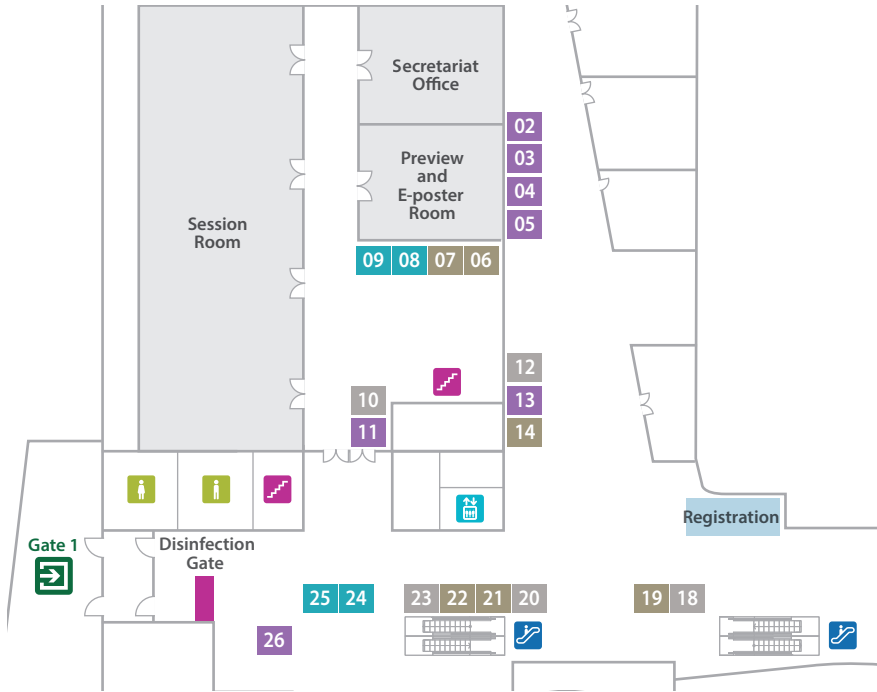 Secretariat
Office
02
Preview
and
E-poster
Room
03
04
05
Session
Room
09 08 07 06
12
10
13
11
14
Registration
Gate 1
Disinfection
Gate
25 24
23 22 21 20
19 18
26